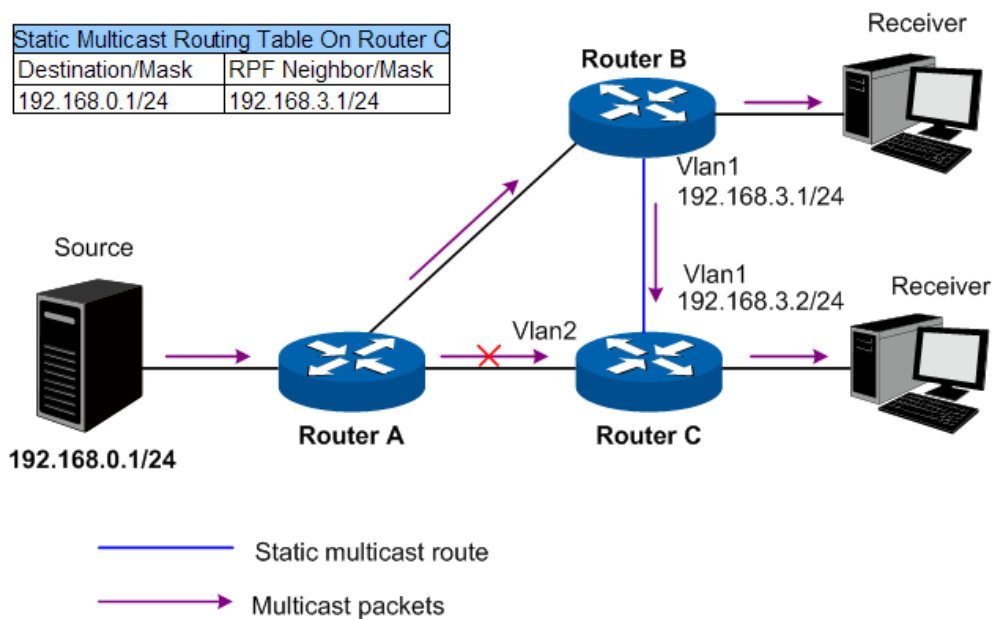 Static Multicast Routing Table On Router C
Destination/Mask RPF Neighbor/Mask
192.168.0.1/24 192.168.3.1/24
Receiver
Router B
Vlan1
192.168.3.1/24
Source
Vlan1
192.168.3.2/24
Receiver
Vlan2
Router A
Router C
192.168.0.1/24
Static multicast route
Multicast packets